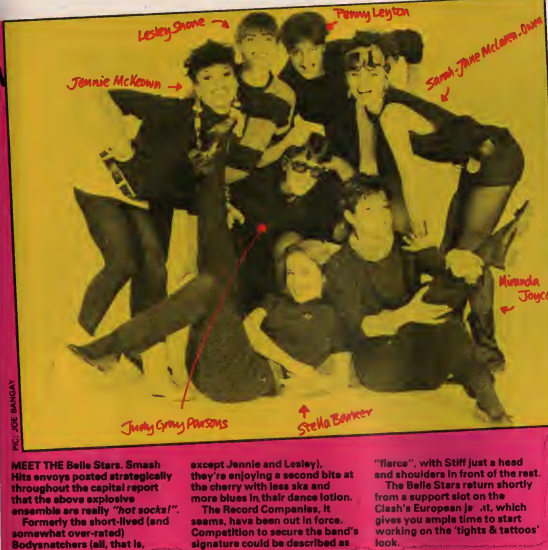 Lesley Shone
Penny Leyton
Jennie McKeown
Sarah-Jane McLaren-Owen
Miranda
Joyce
Judy Gray Parsons
Stella Barker
PIC: JOE BANGAY
MEET THE Belle Stars. Smash
Hits envoys posted strategically
throughout the capital report
that the above explosive
ensemble are really "hot socks!".
Formerly the short-lived (and
somewhat over-rated)
Bodysnatchers (all, that is,
except Jennie and Lesley),
they're enjoying a second bite at
the cherry with less ska and
more blues in their dance lotion.
The Record Companies, it
seems, have been out in force.
Competition to secure the band's
signature could be described as
"fierce", with Stiff just a head
and shoulders in front of the rest.
The Belle Stars return shortly
from a support slot on the
Clash's European , which
gives you ample time to start
working on the 'tights & tattoos'
look.